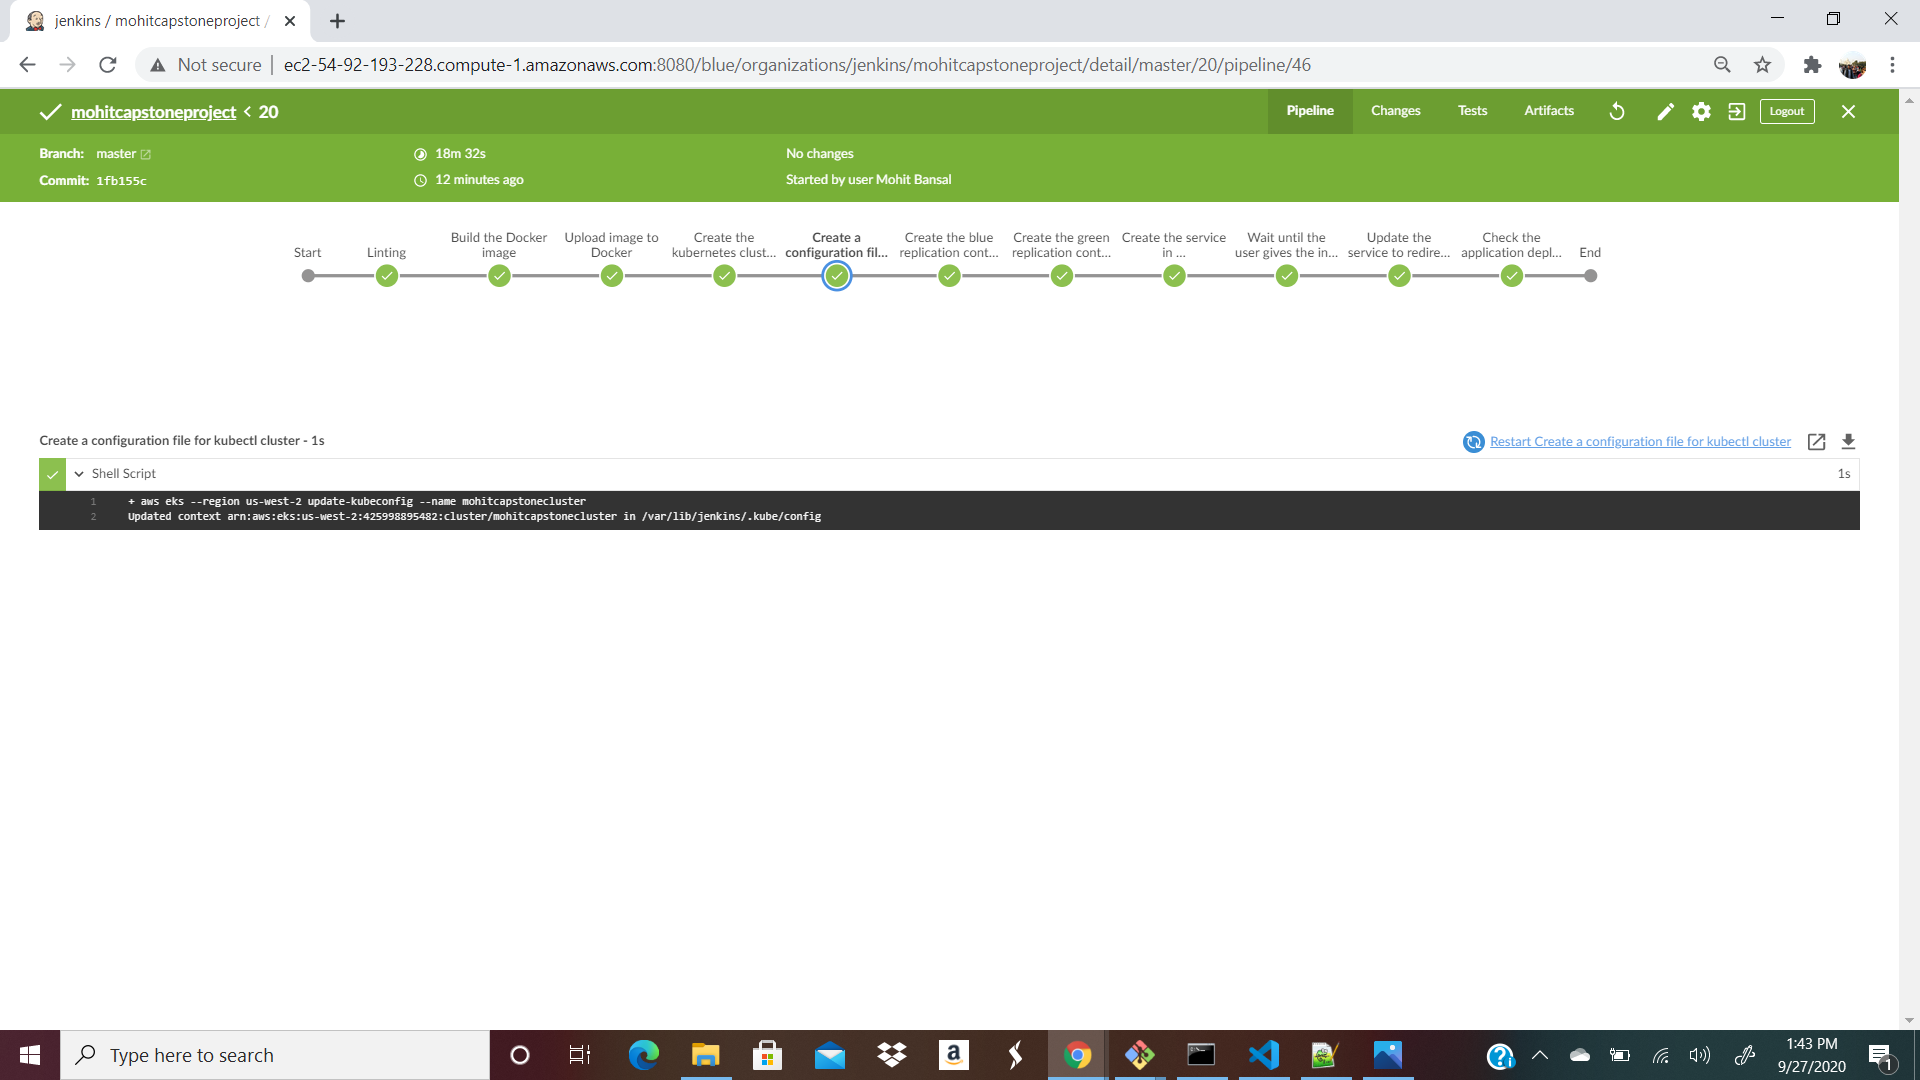 jenkins / mohitcapstoneproject /
Not secure
ec2-54-92-193-228.compute-1.amazonaws.com:8080/blue/organizations/jenkins/mohitcapstoneproject/detail/master/20/pipeline/46
mohitcapstoneproject < 20
Pipeline Changes Tests Artifacts Logout
Branch: master
18m 32s
No changes
Commit: 1fb155c
12 minutes ago
Started by user Mohit Bansal
Start
Linting
Build the Docker
image
Upload image to
Docker
Create the
kubernetes clust...
Create a
configuration fil...
Create the blue
replication cont...
Create the green
replication cont...
Create the service
in ...
Wait until the
user gives the in...
Update the
service to redire...
Check the
application depl...
End
Create a configuration file for kubectl cluster - 1s
Restart Create a configuration file for kubectl cluster
Shell Script
1s
1 + aws eks --region us-west-2 update-kubeconfig --name mohitcapstonecluster
2 Updated context arn:aws:eks:us-west-2:425998895482:cluster/mohitcapstonecluster in /var/lib/jenkins/.kube/config
Type here to search
a
1:43 PM
9/27/2020
1